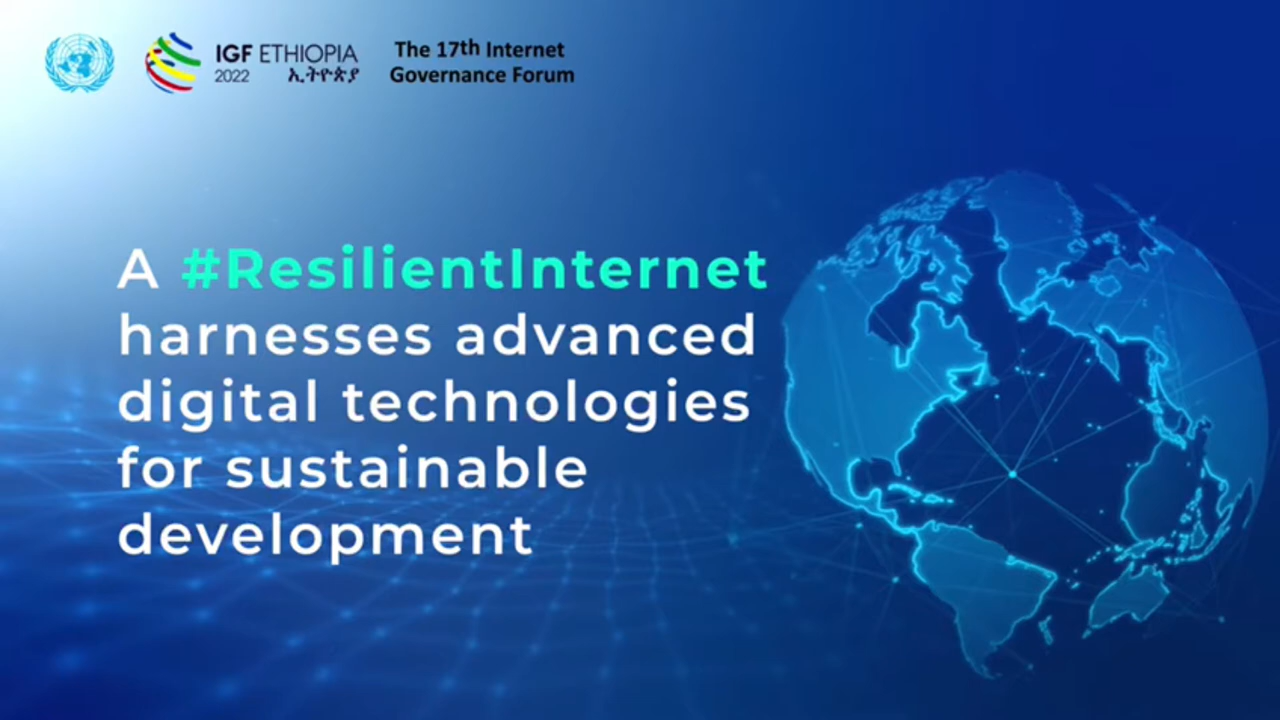 IGF ETHIOPIA
2022 ኢትዮጵያ
The 17th Internet
Governance Forum
A #ResilientInternet
harnesses advanced
digital technologies
for sustainable
development